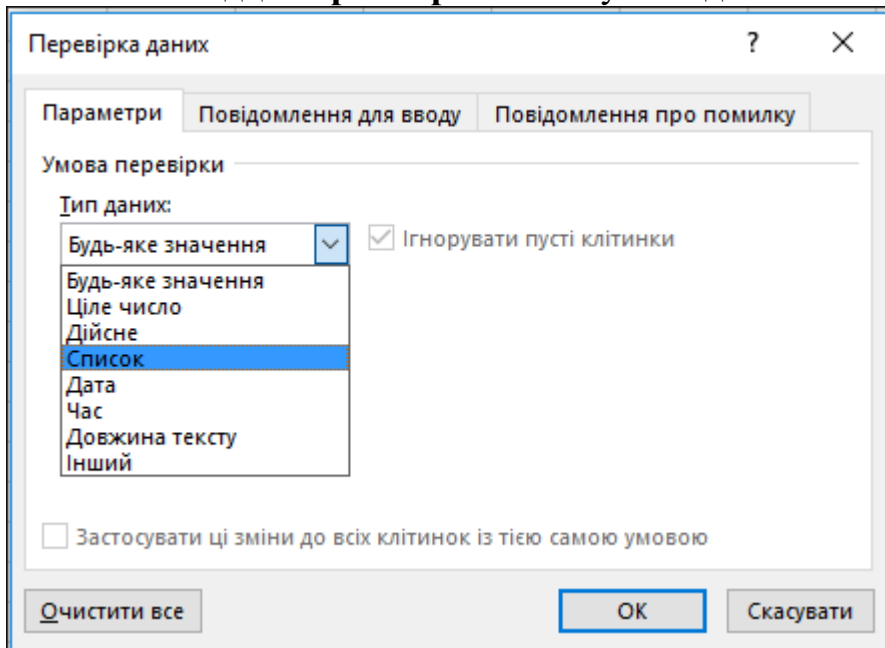 Перевірка даних ?
Параметри Повідомлення для вводу Повідомлення про помилку
Умова перевірки
Тип даних:
Будь-яке значення Ігнорувати пусті клітинки
Будь-яке значення
Ціле число
Дійсне
Список
Дата
Час
Довжина тексту
Інший
Застосувати ці зміни до всіх клітинок із тією самою умовою
Очистити все ОК Скасувати